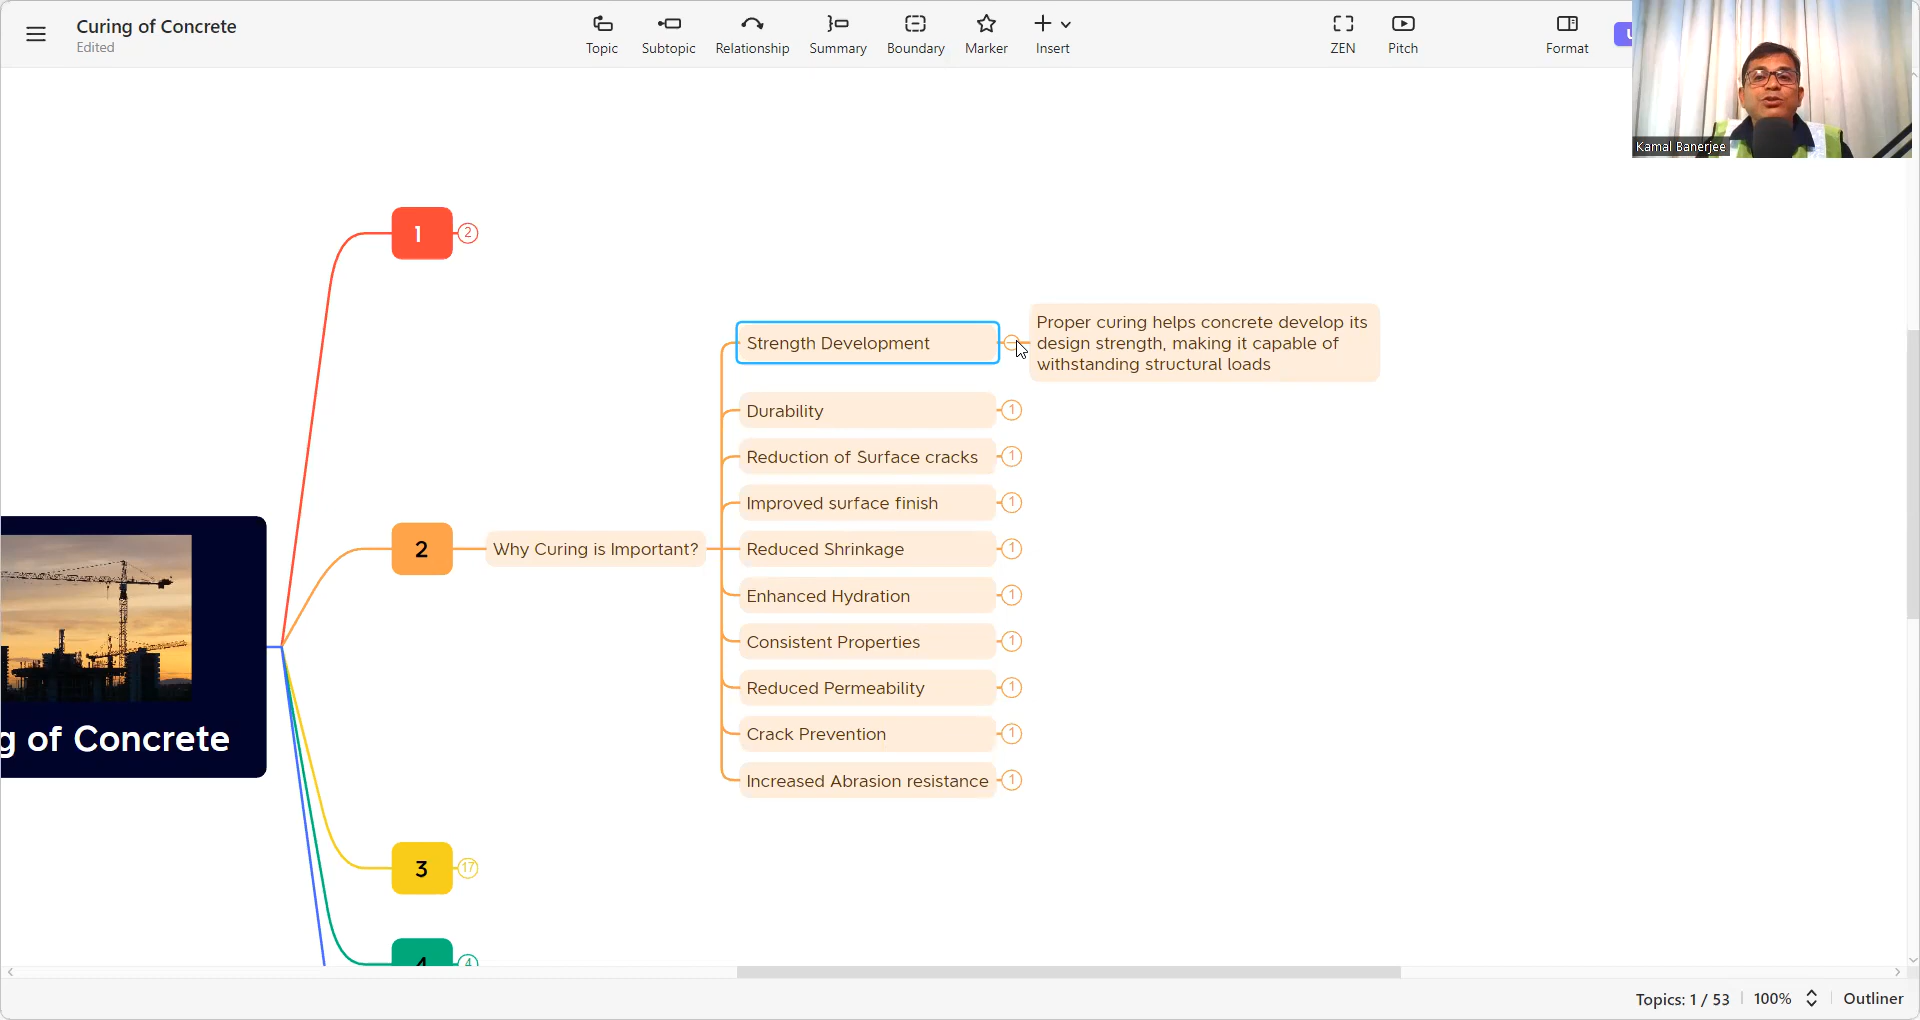 Curing of Concrete
Edited
Topic
Subtopic
Relationship
Summary
Boundary
Marker
Insert
ZEN
Pitch
Format
Kamal Banerjee
1
2
Strength Development
Proper curing helps concrete develop its
design strength, making it capable of
withstanding structural loads
Durability
1
Reduction of Surface cracks
1
Improved surface finish
1
2
Why Curing is Important?
Reduced Shrinkage
1
Enhanced Hydration
1
Consistent Properties
1
Reduced Permeability
1
g of Concrete
Crack Prevention
1
Increased Abrasion resistance
1
3
17
4
4
Topics: 1 / 53
100%
Outliner